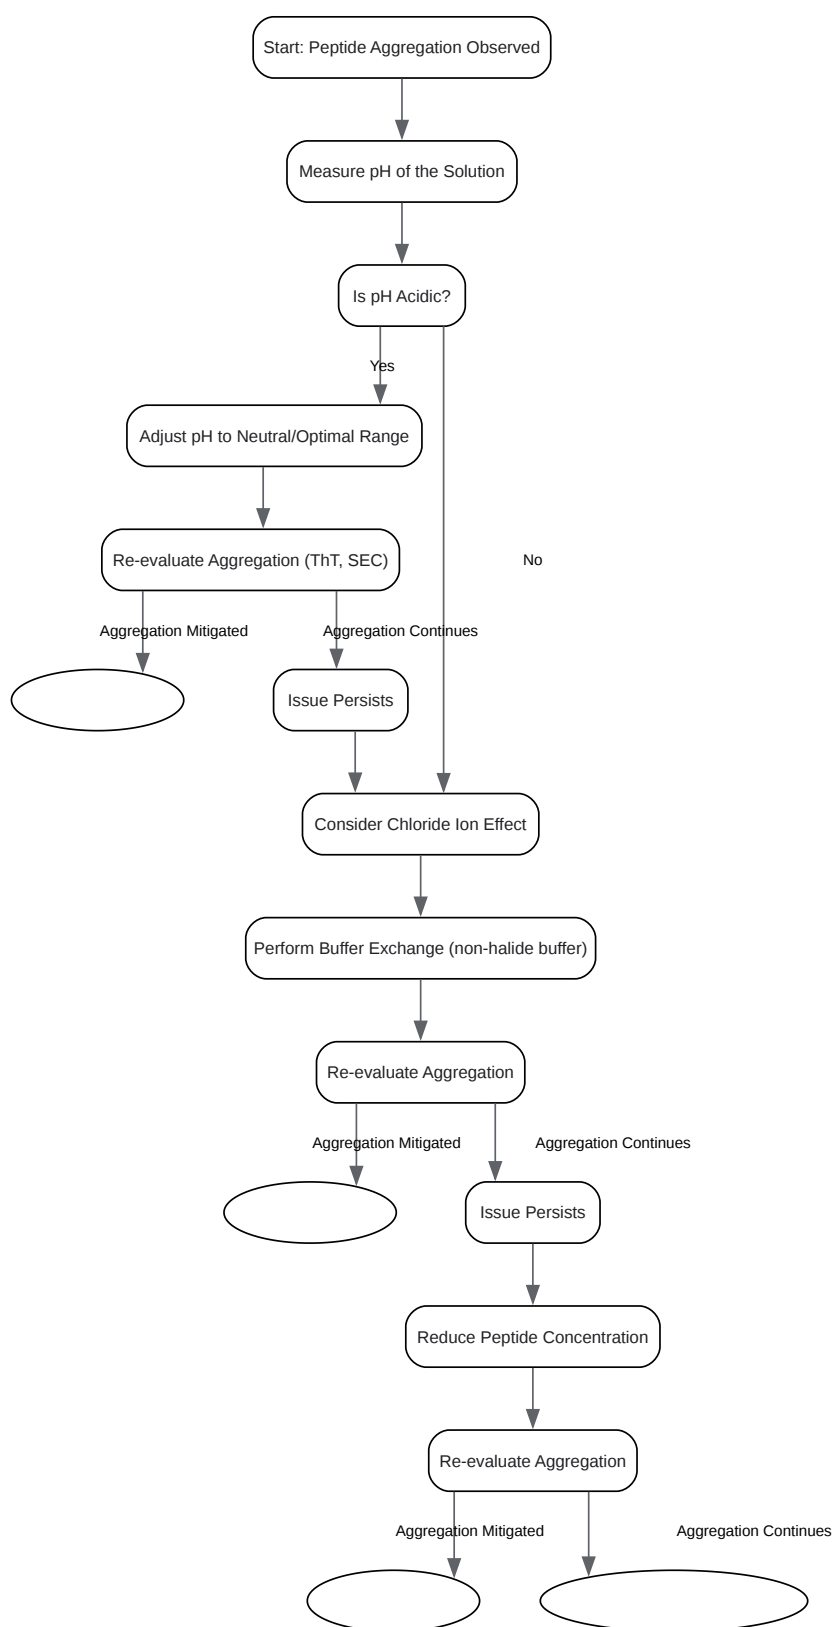 Start: Peptide Aggregation Observed
Measure pH of the Solution
Is pH Acidic?
Yes
Adjust pH to Neutral/Optimal Range
Re-evaluate Aggregation (ThT, SEC)
No
Aggregation Mitigated
Aggregation Continues
Issue Persists
Consider Chloride Ion Effect
Perform Buffer Exchange (non-halide buffer)
Re-evaluate Aggregation
Aggregation Mitigated
Aggregation Continues
Issue Persists
Reduce Peptide Concentration
Re-evaluate Aggregation
Aggregation Mitigated
Aggregation Continues